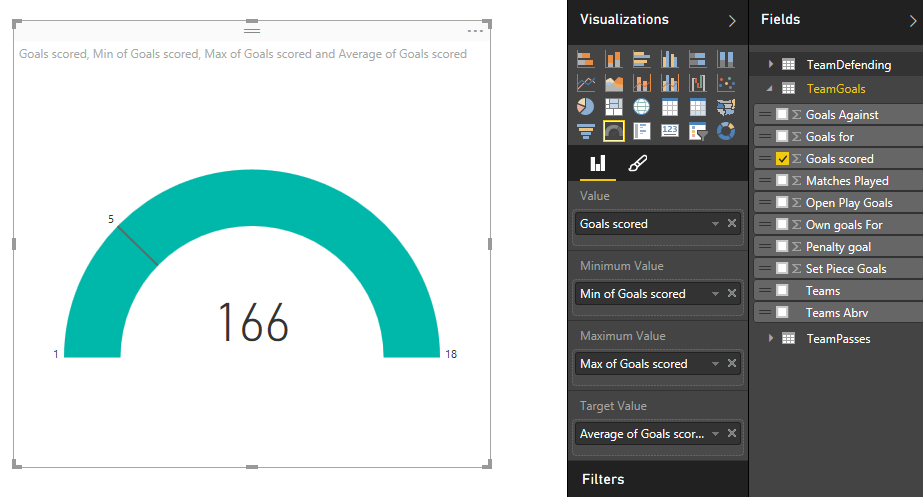 Goals scored, Min of Goals scored, Max of Goals scored and Average of Goals scored
5
166
1
18
Visualizations
123
Value
Goals scored
Minimum Value
Min of Goals scored
Maximum Value
Max of Goals scored
Target Value
Average of Goals scor...
Filters
Fields
TeamDefending
TeamGoals
Σ Goals Against
Σ Goals for
Σ Goals scored
Σ Matches Played
Σ Open Play Goals
Σ Own goals For
Σ Penalty goal
Σ Set Piece Goals
Teams
Teams Abrv
TeamPasses